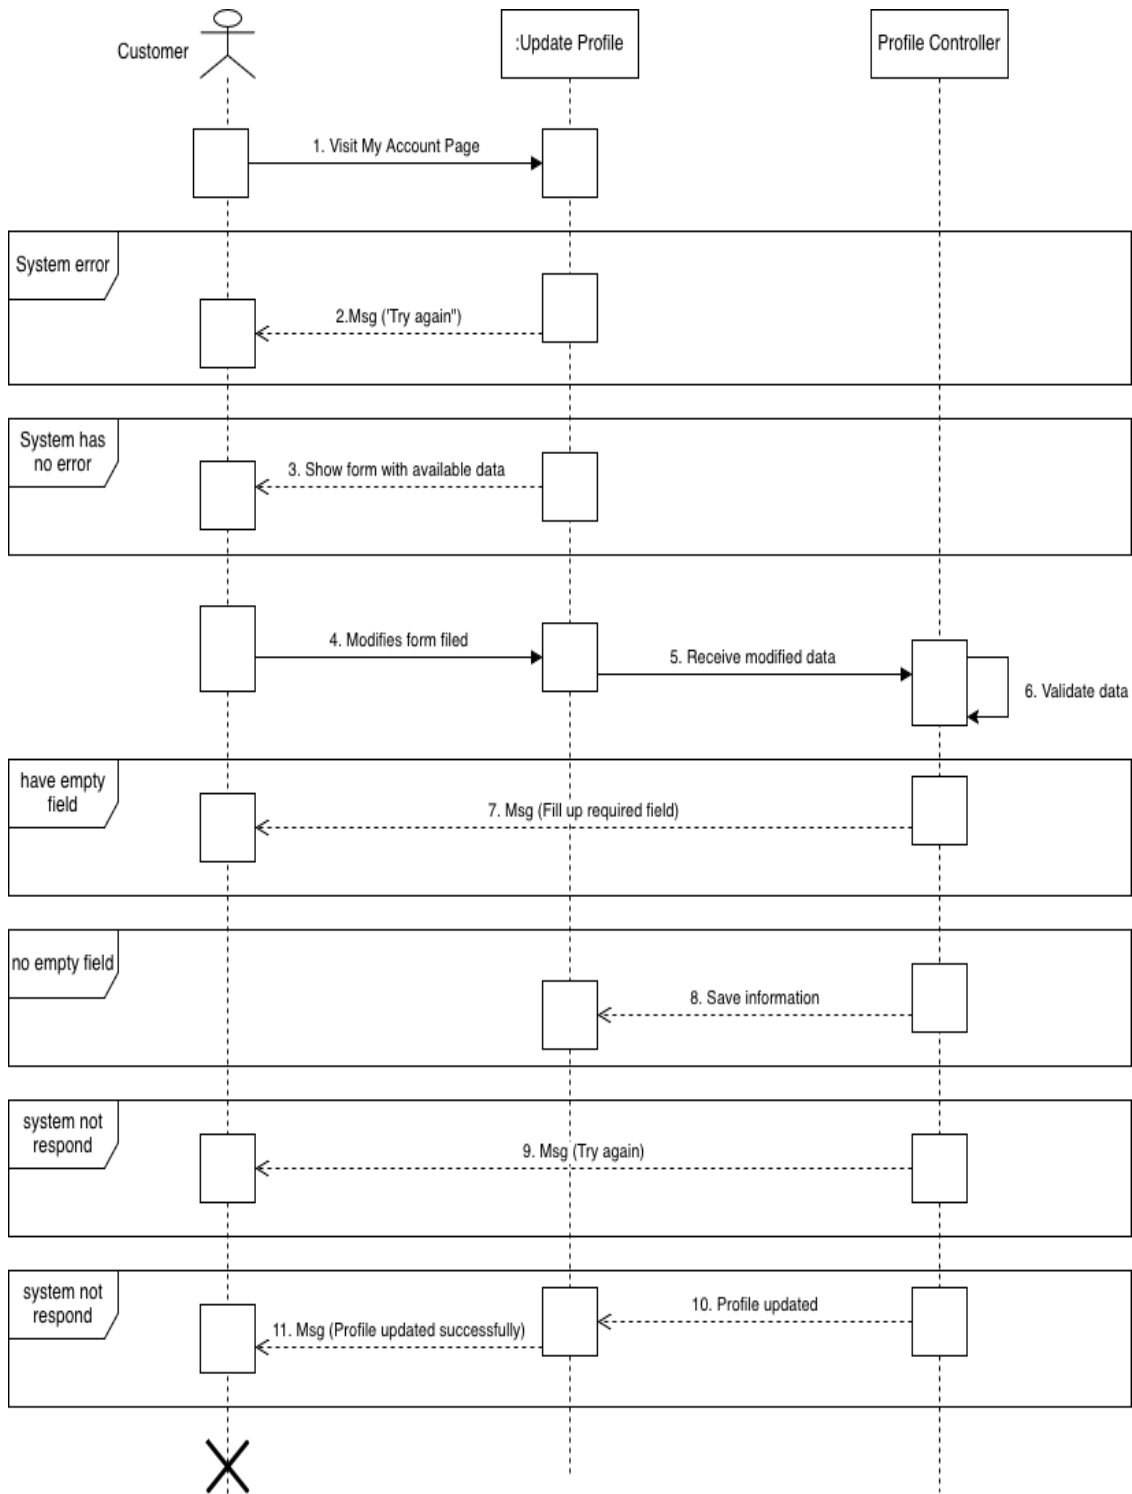 Customer
:Update Profile
Profile Controller
1. Visit My Account Page
System error
2.Msg ('Try again")
System has
no error
3. Show form with available data
4. Modifies form filed
5. Receive modified data
6. Validate data
have empty
field
7. Msg (Fill up required field)
no empty field
8. Save information
system not
respond
9. Msg (Try again)
system not
respond
10. Profile updated
11. Msg (Profile updated successfully)